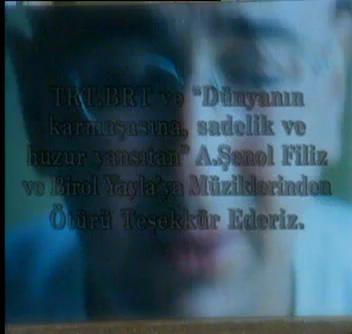 TRT.BRT ve "Dünyanın
karmaşasına, sadelik ve
huzur yansıtan" A.Şenol Filiz
ve Birol Yayla'ya Müziklerinden
Ötürü Teşekkür Ederiz.